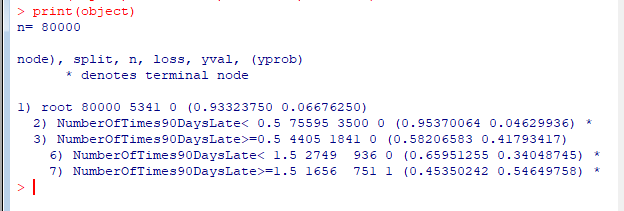 > print(object)
n= 80000
node), split, n, loss, yval, (yprob)
* denotes terminal node
1) root 80000 5341 0 (0.93323750 0.06676250)
2) NumberOfTimes90DaysLate< 0.5 75595 3500 0 (0.95370064 0.04629936) *
3) NumberOfTimes90DaysLate>=0.5 4405 1841 0 (0.58206583 0.41793417)
6) NumberOfTimes90DaysLate< 1.5 2749 936 0 (0.65951255 0.34048745) *
7) NumberOfTimes90DaysLate>=1.5 1656 751 1 (0.45350242 0.54649758) *
>